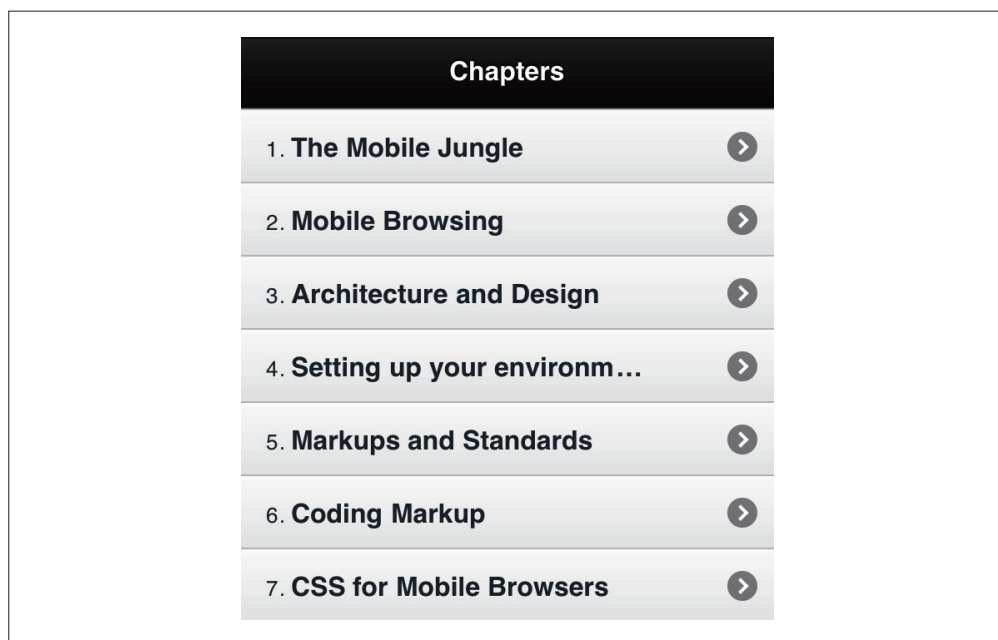 Chapters
1. The Mobile Jungle
2. Mobile Browsing
3. Architecture and Design
4. Setting up your environm...
5. Markups and Standards
6. Coding Markup
7. CSS for Mobile Browsers